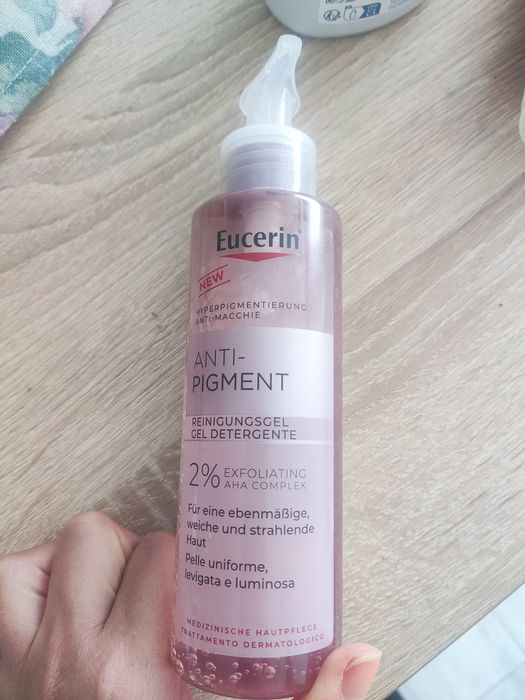 Eucerin
NEW
HYPERPIGMENTIERUNG
ANTI-MACCHIE
ANTI-
PIGMENT
REINIGUNGSGEL
GEL DETERGENTE
2% EXFOLIATING
AHA COMPLEX
Für eine ebenmäßige,
weiche und strahlende
Haut
Pelle uniforme,
levigata e luminosa
MEDIZINISCHE HAUTPFLEGE
TRATTAMENTO DERMATOLOGICO